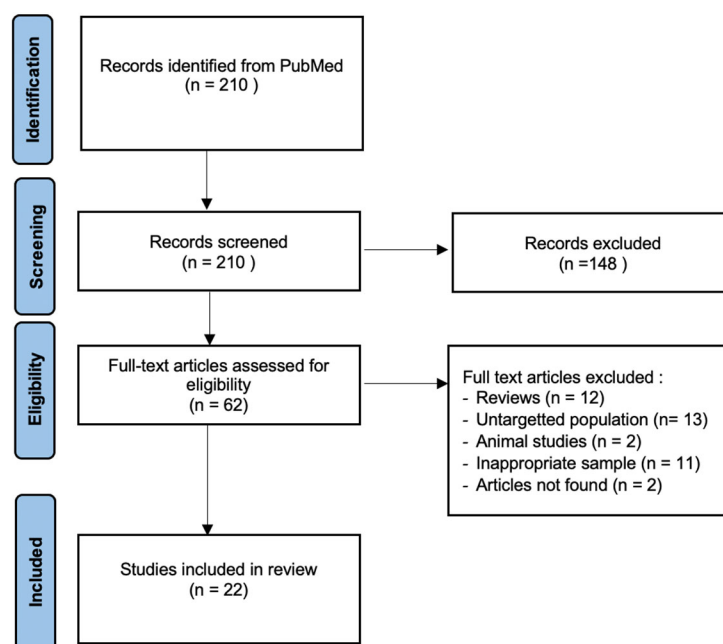 Identification
Records identified from PubMed
(n = 210 )
Screening
Records screened
(n = 210 )
Records excluded
(n =148 )
Eligibility
Full-text articles assessed for
eligibility
(n = 62)
Full text articles excluded :
- Reviews (n = 12)
- Untargetted population (n= 13)
- Animal studies (n = 2)
- Inappropriate sample (n = 11)
- Articles not found (n = 2)
Included
Studies included in review
(n = 22)